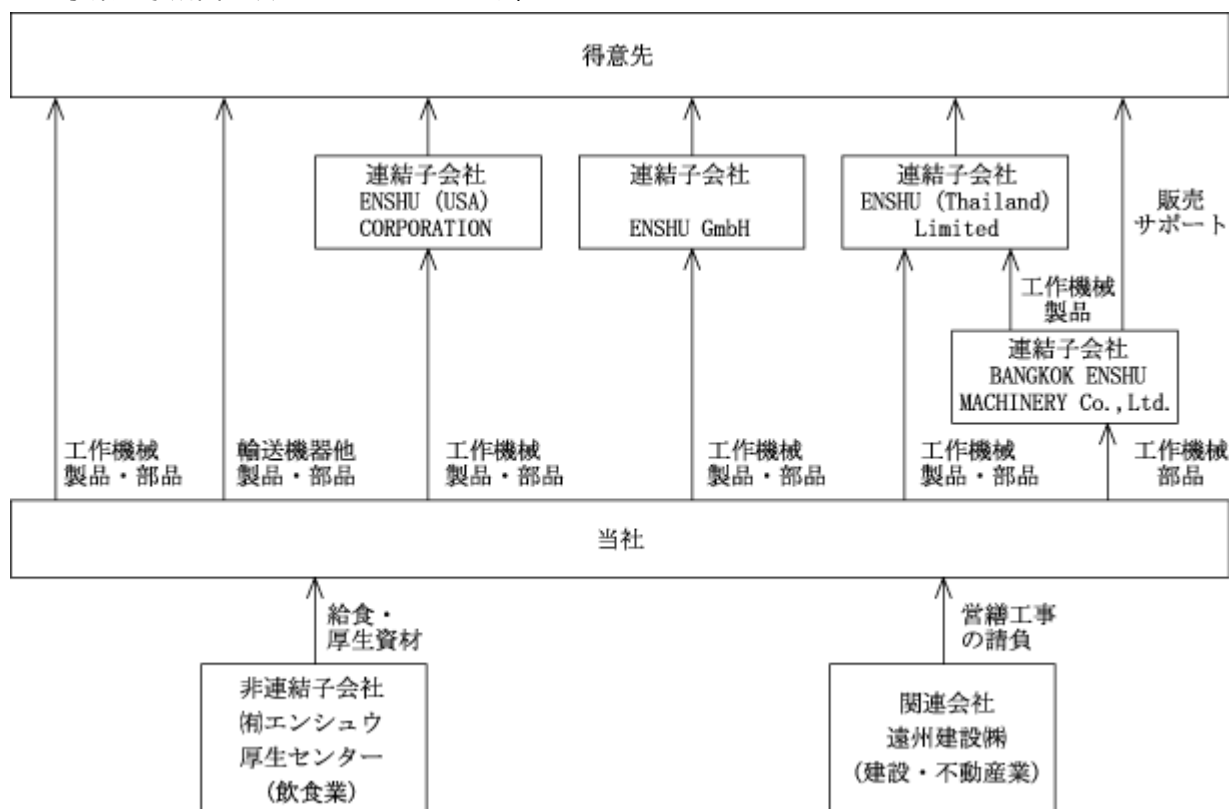 得意先
連結子会社
ENSHU (USA)
CORPORATION
連結子会社
ENSHU GmbH
連結子会社
ENSHU (Thailand)
Limited
販売
サポート
工作機械
製品
連結子会社
BANGKOK ENSHU
MACHINERY Co.,Ltd.
工作機械
製品・部品
輸送機器他
製品・部品
工作機械
製品・部品
工作機械
製品・部品
工作機械
製品・部品
工作機械
部品
当社
給食・
厚生資材
営繕工事
の請負
非連結子会社
㈲エンシュウ
厚生センター
(飲食業)
関連会社
遠州建設㈱
(建設・不動産業)